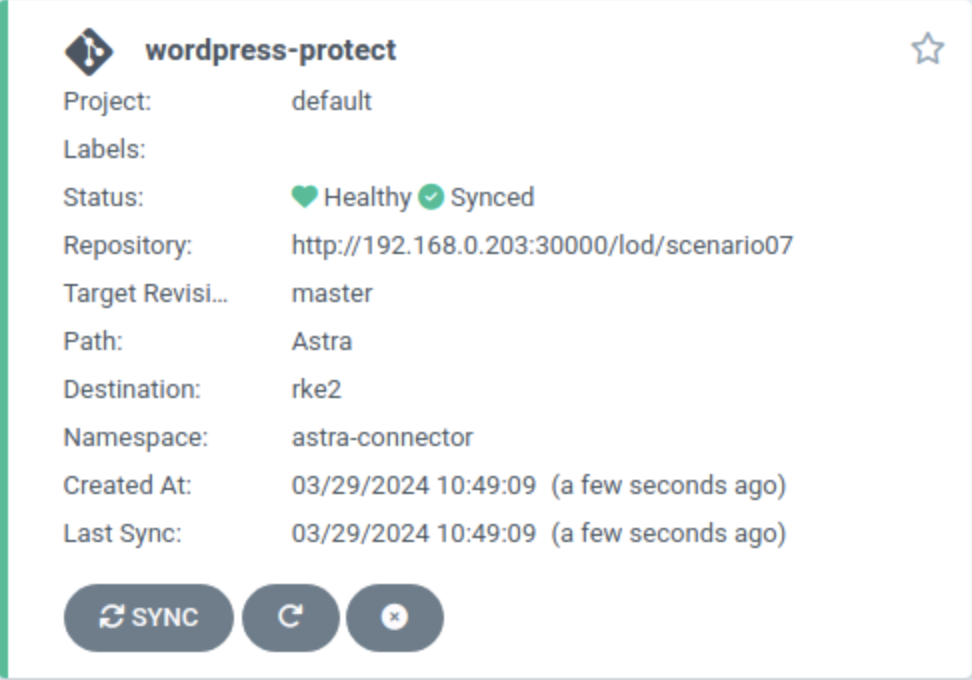 wordpress-protect
Project: default
Labels:
Status: Healthy Synced
Repository: http://192.168.0.203:30000/lod/scenario07
Target Revisi... master
Path: Astra
Destination: rke2
Namespace: astra-connector
Created At: 03/29/2024 10:49:09 (a few seconds ago)
Last Sync: 03/29/2024 10:49:09 (a few seconds ago)
SYNC